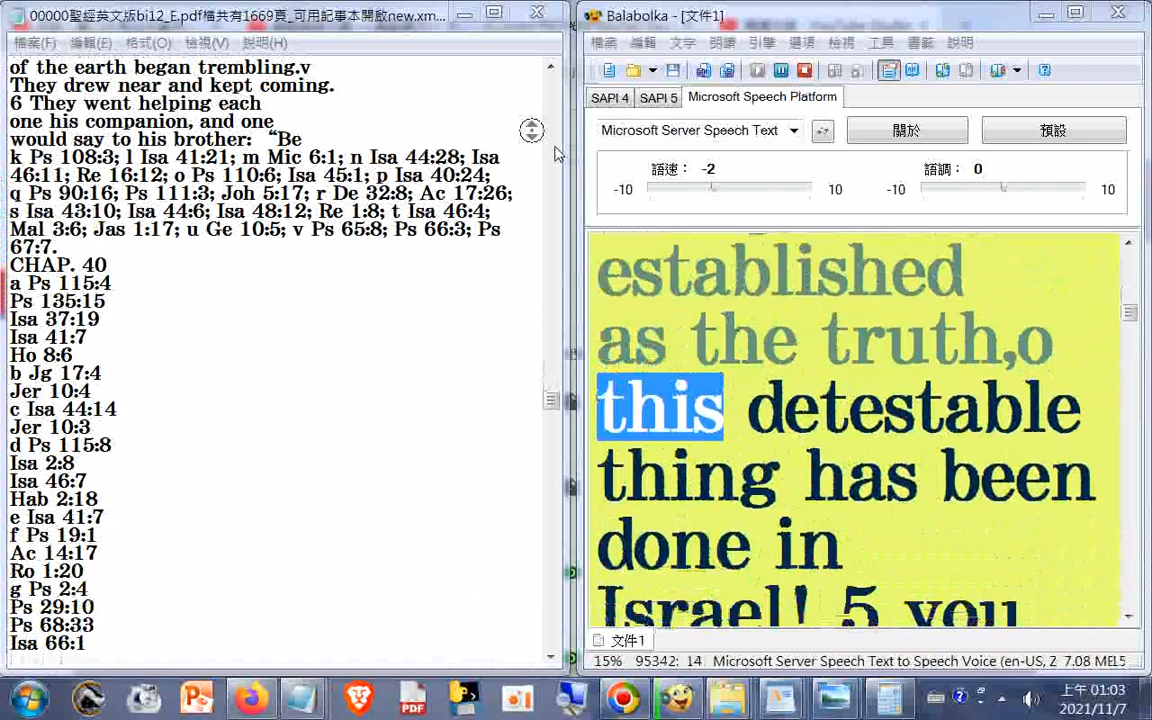 00000聖經英文版bi12_E.pdf檔共有1669頁_可用記事本開啟new.xm...
檔案(F) 編輯(E) 格式(O) 檢視(V) 說明(H)
of the earth began trembling.v
They drew near and kept coming.
6 They went helping each
one his companion, and one
would say to his brother: “Be
k Ps 108:3; l Isa 41:21; m Mic 6:1; n Isa 44:28; Isa
46:11; Re 16:12; o Ps 110:6; Isa 45:1; p Isa 40:24;
q Ps 90:16; Ps 111:3; Joh 5:17; r De 32:8; Ac 17:26;
s Isa 43:10; Isa 44:6; Isa 48:12; Re 1:8; t Isa 46:4;
Mal 3:6; Jas 1:17; u Ge 10:5; v Ps 65:8; Ps 66:3; Ps
67:7.
CHAP. 40
a Ps 115:4
Ps 135:15
Isa 37:19
Isa 41:7
Ho 8:6
b Jg 17:4
Jer 10:4
c Isa 44:14
Jer 10:3
d Ps 115:8
Isa 2:8
Isa 46:7
Hab 2:18
e Isa 41:7
f Ps 19:1
Ac 14:17
Ro 1:20
g Ps 2:4
Ps 29:10
Ps 68:33
Isa 66:1
Balabolka - [文件1]
檔案 編輯 文字 朗讀 引擎 選項 檢視 工具 書籤 說明
SAPI 4 SAPI 5 Microsoft Speech Platform
Microsoft Server Speech Text 關於 預設
語速: -2 語調: 0
-10 10 -10 10
established
as the truth,o
this detestable
thing has been
done in
Israel! 5 you
文件1
15% 95342: 14 Microsoft Server Speech Text to Speech Voice (en-US, Z 7.08 ME
上午 01:03
2021/11/7